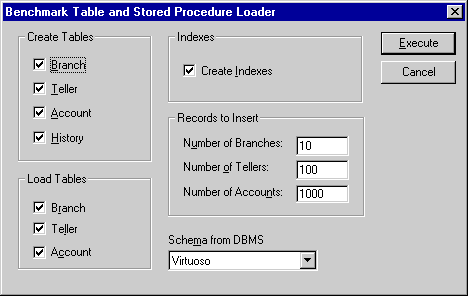 Benchmark Table and Stored Procedure Loader
Create Tables
Branch
Teller
Account
History
Load Tables
Branch
Teller
Account
Indexes
Create Indexes
Records to Insert
Number of Branches: 10
Number of Tellers: 100
Number of Accounts: 1000
Schema from DBMS
Virtuoso
Execute
Cancel